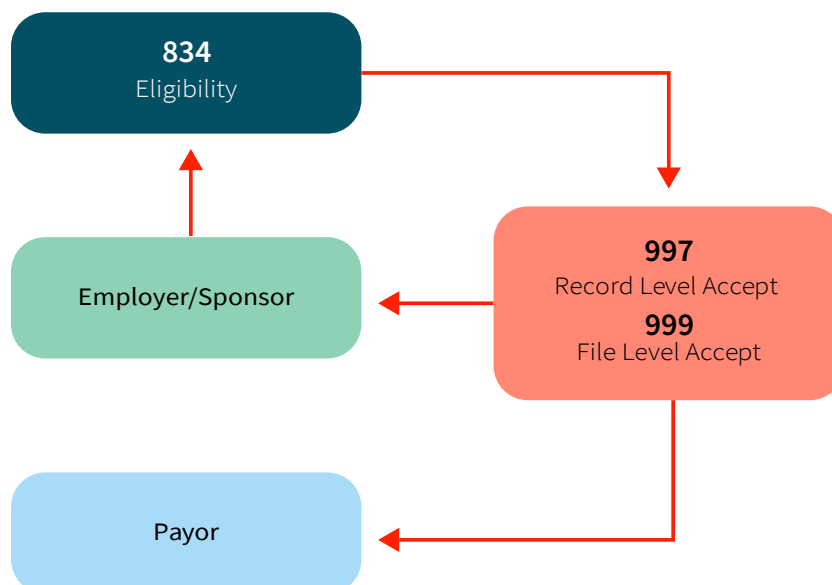 834
Eligibility
997
Record Level Accept
999
File Level Accept
Employer/Sponsor
Payor